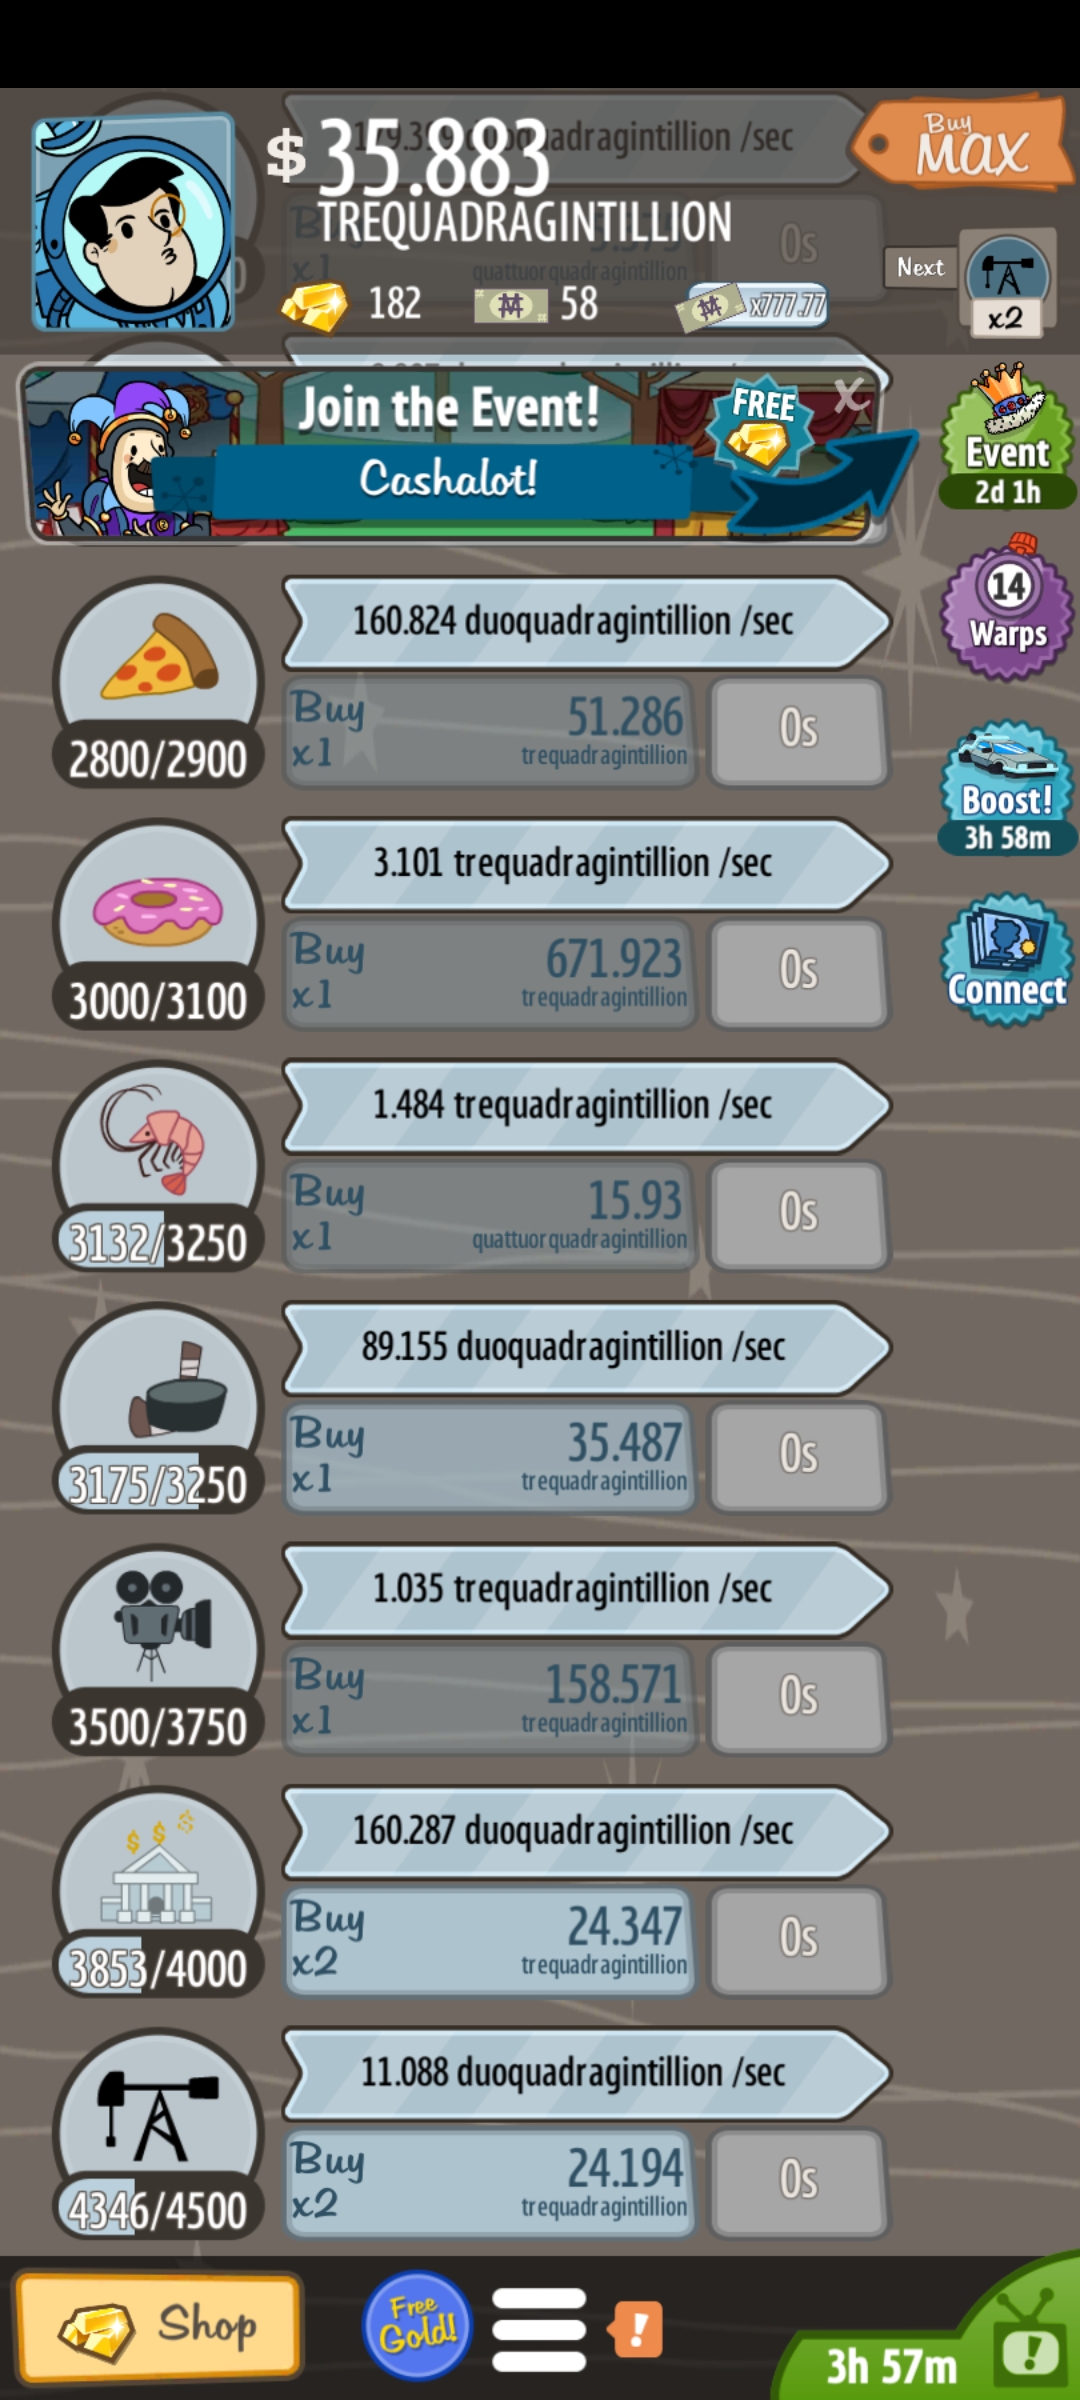 179.3 duoquadragintillion /sec
Buy
MAX
$ 35.883
TREQUADRAGINTILLION
Buy
x1
quattuorquadragintillion
0s
Next
x2
182
58
x777.77
Join the Event!
FREE
X
Cashalot!
Event
2d 1h
160.824 duoquadragintillion /sec
14
Warps
Buy
x1
51.286
trequadragintillion
0s
2800/2900
Boost!
3h 58m
3.101 trequadragintillion /sec
Buy
x1
671.923
trequadragintillion
0s
3000/3100
Connect
1.484 trequadragintillion /sec
Buy
x1
15.93
quattuorquadragintillion
0s
3132/3250
89.155 duoquadragintillion /sec
Buy
x1
35.487
trequadragintillion
0s
3175/3250
1.035 trequadragintillion /sec
Buy
x1
158.571
trequadragintillion
0s
3500/3750
160.287 duoquadragintillion /sec
Buy
x2
24.347
trequadragintillion
0s
3853/4000
11.088 duoquadragintillion /sec
Buy
x2
24.194
trequadragintillion
0s
4346/4500
Shop
Free
Gold!
!
3h 57m
!